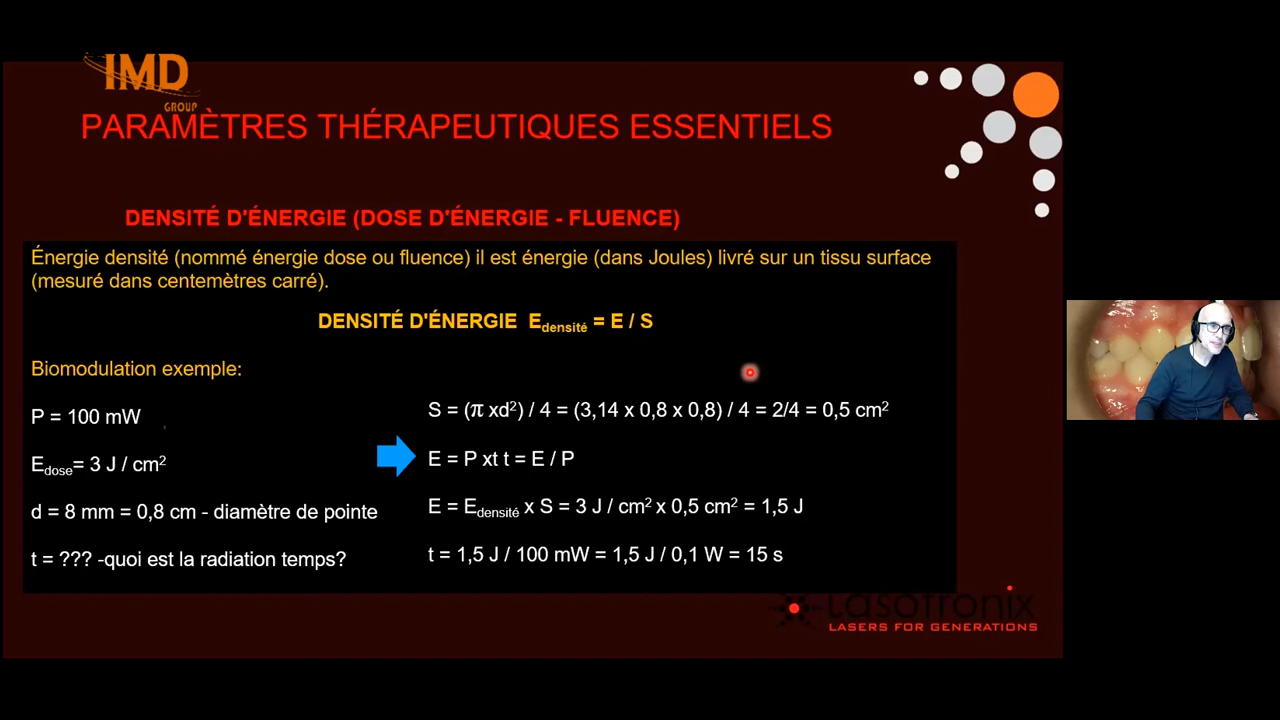 IMD
GROUP
PARAMÈTRES THÉRAPEUTIQUES ESSENTIELS
DENSITÉ D'ÉNERGIE (DOSE D'ÉNERGIE - FLUENCE)
Énergie densité (nommé énergie dose ou fluence) il est énergie (dans Joules) livré sur un tissu surface
(mesuré dans centemètres carré).
DENSITÉ D'ÉNERGIE E densité = E / S
Biomodulation exemple:
P = 100 mW
E dose= 3 J / cm²
d = 8 mm = 0,8 cm - diamètre de pointe
t = ??? -quoi est la radiation temps?
S = (π xd²) / 4 = (3,14 x 0,8 x 0,8) / 4 = 2/4 = 0,5 cm²
E = P xt t = E / P
E = E densité x S = 3 J / cm² x 0,5 cm² = 1,5 J
t = 1,5 J / 100 mW = 1,5 J / 0,1 W = 15 s
Lasotronix
LASERS FOR GENERATIONS